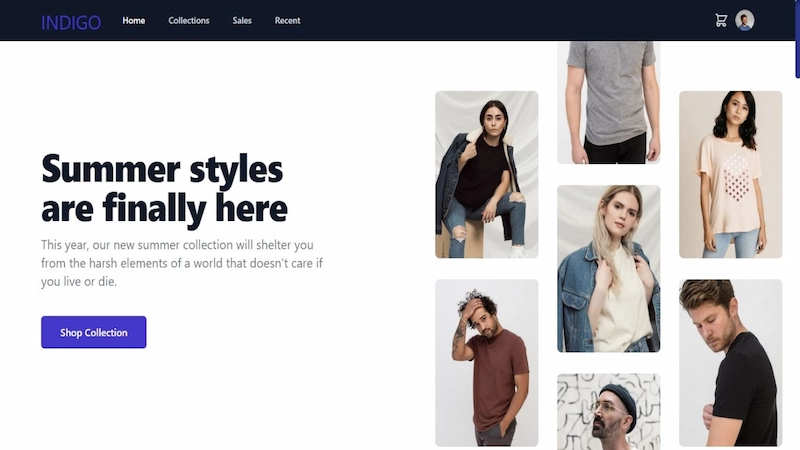 INDIGO
Home
Collections
Sales
Recent
Summer styles
are finally here
This year, our new summer collection will shelter you
from the harsh elements of a world that doesn't care if
you live or die.
Shop Collection